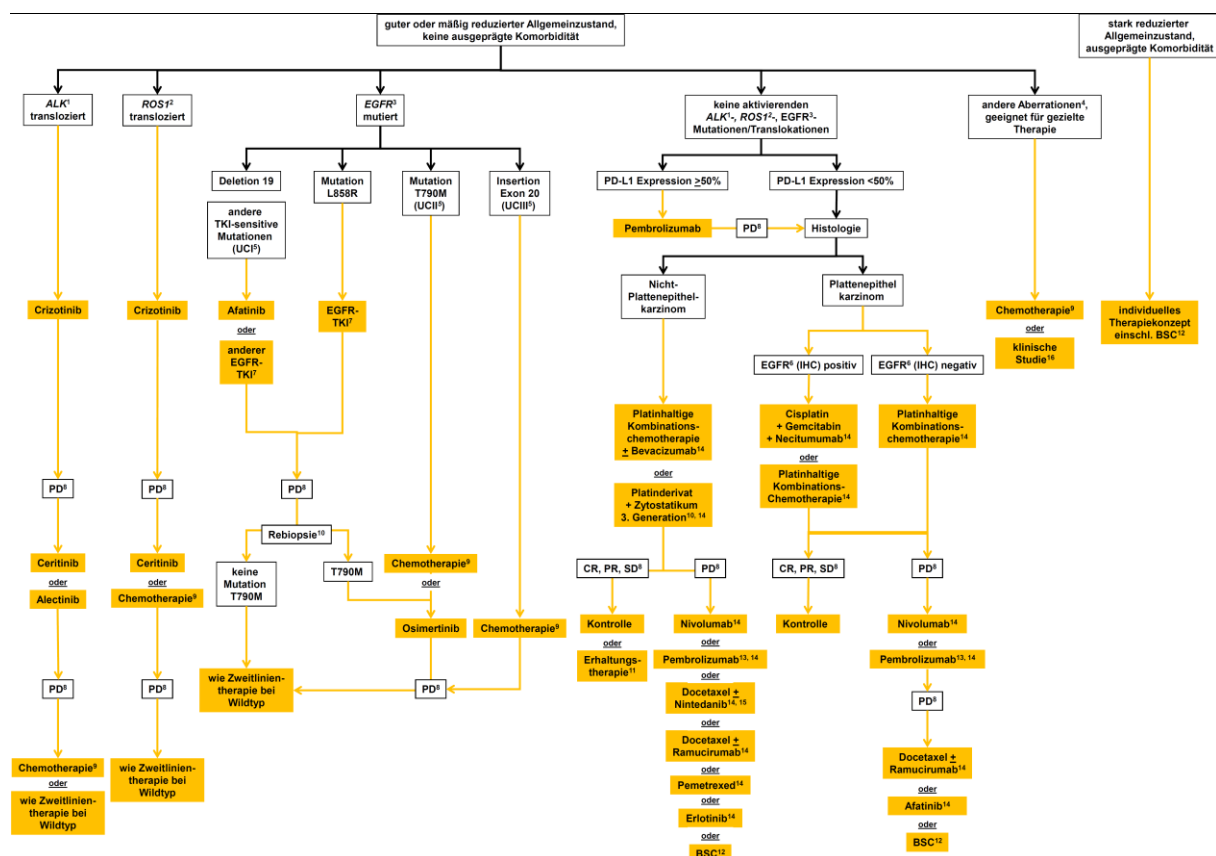 guter oder mäßig reduzierter Allgemeinzustand,
keine ausgeprägte Komorbidität
stark reduzierter
Allgemeinzustand,
ausgeprägte Komorbidität
ALK¹
transloziert
ROS1²
transloziert
EGFR³
mutiert
keine aktivierenden
ALK¹-, ROS1²-, EGFR³-
Mutationen/Translokationen
andere Aberrationen⁴,
geeignet für gezielte
Therapie
Deletion 19
andere
TKI-sensitive
Mutationen
(UCI⁵)
Mutation
L858R
Mutation
T790M
(UCII⁵)
Insertion
Exon 20
(UCIII⁵)
PD-L1 Expression ≥50%
PD-L1 Expression <50%
Pembrolizumab
PD⁸
Histologie
Nicht-
Plattenepithel-
karzinom
Plattenepithel
karzinom
Crizotinib
Crizotinib
Afatinib
oder
anderer
EGFR-
TKI⁷
EGFR-
TKI⁷
Chemotherapie⁹
oder
klinische
Studie¹⁶
individuelles
Therapiekonzept
einschl. BSC¹²
EGFR⁶ (IHC) positiv
EGFR⁶ (IHC) negativ
Platinhaltige
Kombinations-
chemotherapie
± Bevacizumab¹⁴
oder
Platinderivat
+ Zytostatikum
3. Generation¹⁰, ¹⁴
Cisplatin
+ Gemcitabin
+ Necitumumab¹⁴
oder
Platinhaltige
Kombinations-
Chemotherapie¹⁴
Platinhaltige
Kombinations-
chemotherapie¹⁴
PD⁸
PD⁸
PD⁸
Rebiopsie¹⁰
keine
Mutation
T790M
T790M
Chemotherapie⁹
oder
Osimertinib
Chemotherapie⁹
Ceritinib
oder
Alectinib
Ceritinib
oder
Chemotherapie⁹
CR, PR, SD⁸
PD⁸
CR, PR, SD⁸
PD⁸
Kontrolle
oder
Erhaltungs-
therapie¹¹
Nivolumab¹⁴
oder
Pembrolizumab¹³, ¹⁴
oder
Docetaxel ±
Nintedanib¹⁴, ¹⁵
oder
Docetaxel ±
Ramucirumab¹⁴
oder
Pemetrexed¹⁴
oder
Erlotinib¹⁴
oder
BSC¹²
Kontrolle
Nivolumab¹⁴
oder
Pembrolizumab¹³, ¹⁴
PD⁸
Docetaxel ±
Ramucirumab¹⁴
oder
Afatinib¹⁴
oder
BSC¹²
PD⁸
PD⁸
wie Zweitlinien-
therapie bei
Wildtyp
PD⁸
Chemotherapie⁹
oder
wie Zweitlinien-
therapie bei
Wildtyp
wie Zweitlinien-
therapie bei
Wildtyp